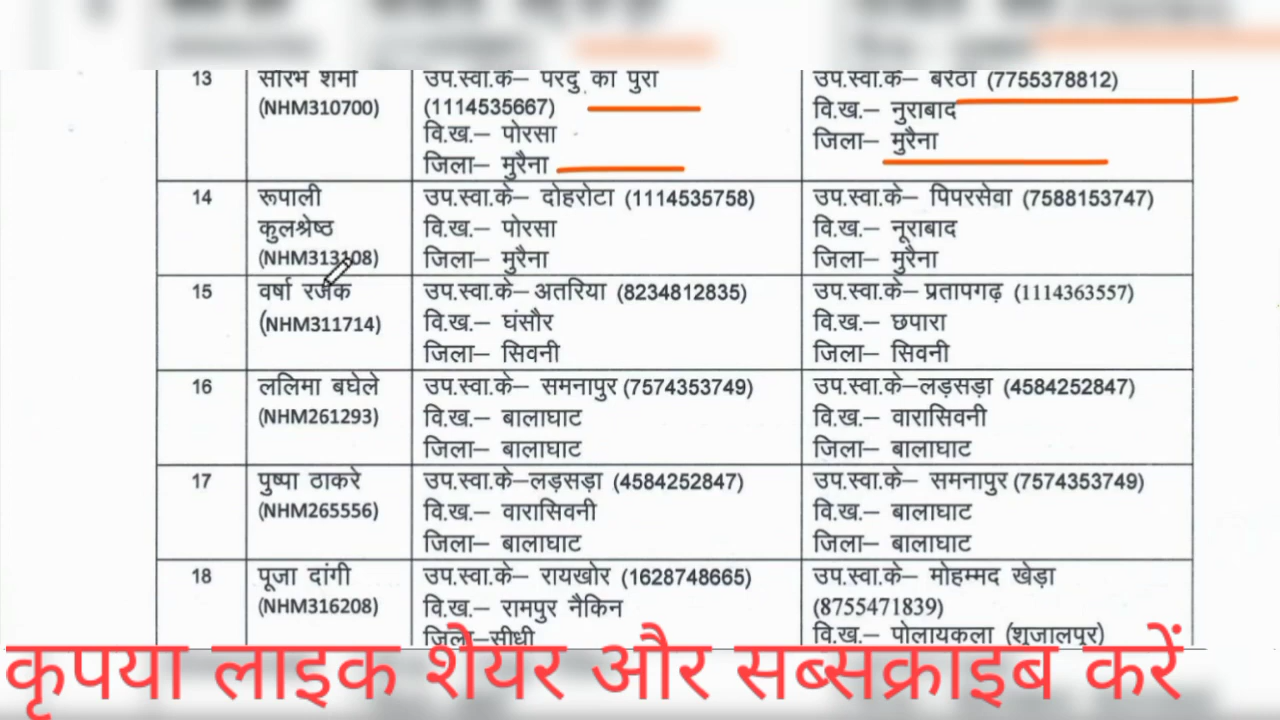 13
सौरभ शर्मा
(NHM310700)
उप.स्वा.के– परदु का पुरा
(1114535667)
वि.ख.– पोरसा
जिला– मुरैना
उप.स्वा.के– बरेठा (7755378812)
वि.ख.– नुराबाद
जिला– मुरैना
14
रूपाली
कुलश्रेष्ठ
(NHM313108)
उप.स्वा.के– दोहरोटा (1114535758)
वि.ख.– पोरसा
जिला– मुरैना
उप.स्वा.के– पिपरसेवा (7588153747)
वि.ख.– नूराबाद
जिला– मुरैना
15
वर्षा रजक
(NHM311714)
उप.स्वा.के– अतरिया (8234812835)
वि.ख.– घंसौर
जिला– सिवनी
उप.स्वा.के– प्रतापगढ़ (1114363557)
वि.ख.– छपारा
जिला– सिवनी
16
ललिमा बघेले
(NHM261293)
उप.स्वा.के– समनापुर (7574353749)
वि.ख.– बालाघाट
जिला– बालाघाट
उप.स्वा.के–लड़सड़ा (4584252847)
वि.ख.– वारासिवनी
जिला– बालाघाट
17
पुष्पा ठाकरे
(NHM265556)
उप.स्वा.के–लड़सड़ा (4584252847)
वि.ख.– वारासिवनी
जिला– बालाघाट
उप.स्वा.के– समनापुर (7574353749)
वि.ख.– बालाघाट
जिला– बालाघाट
18
पूजा दांगी
(NHM316208)
उप.स्वा.के– रायखोर (1628748665)
वि.ख.– रामपुर नैकिन
जिला–सीधी
उप.स्वा.के– मोहम्मद खेड़ा
(8755471839)
वि.ख.– पोलायकला (शुजालपुर)
कृपया लाइक शेयर और सब्सक्राइब करें